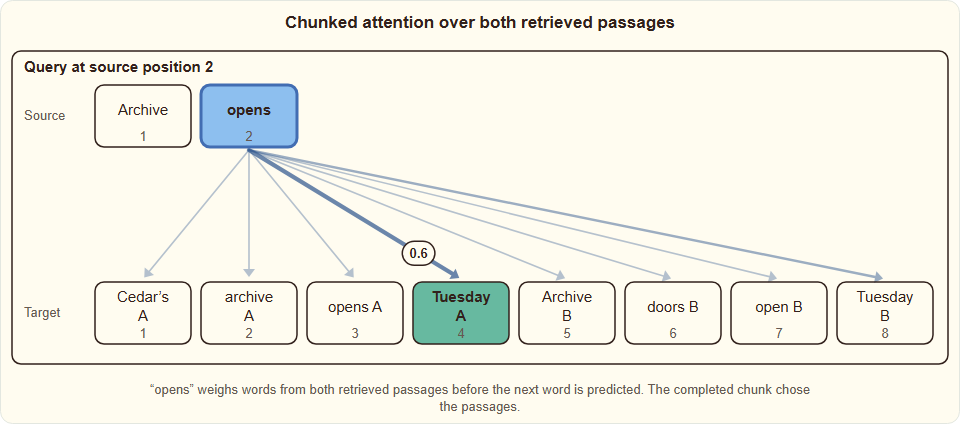 Chunked attention over both retrieved passages
Query at source position 2
Source
Archive
1
opens
2
0.6
Target
Cedar’s
A
1
archive
A
2
opens A
3
Tuesday
A
4
Archive
B
5
doors B
6
open B
7
Tuesday
B
8
“opens” weighs words from both retrieved passages before the next word is predicted. The completed chunk chose
the passages.